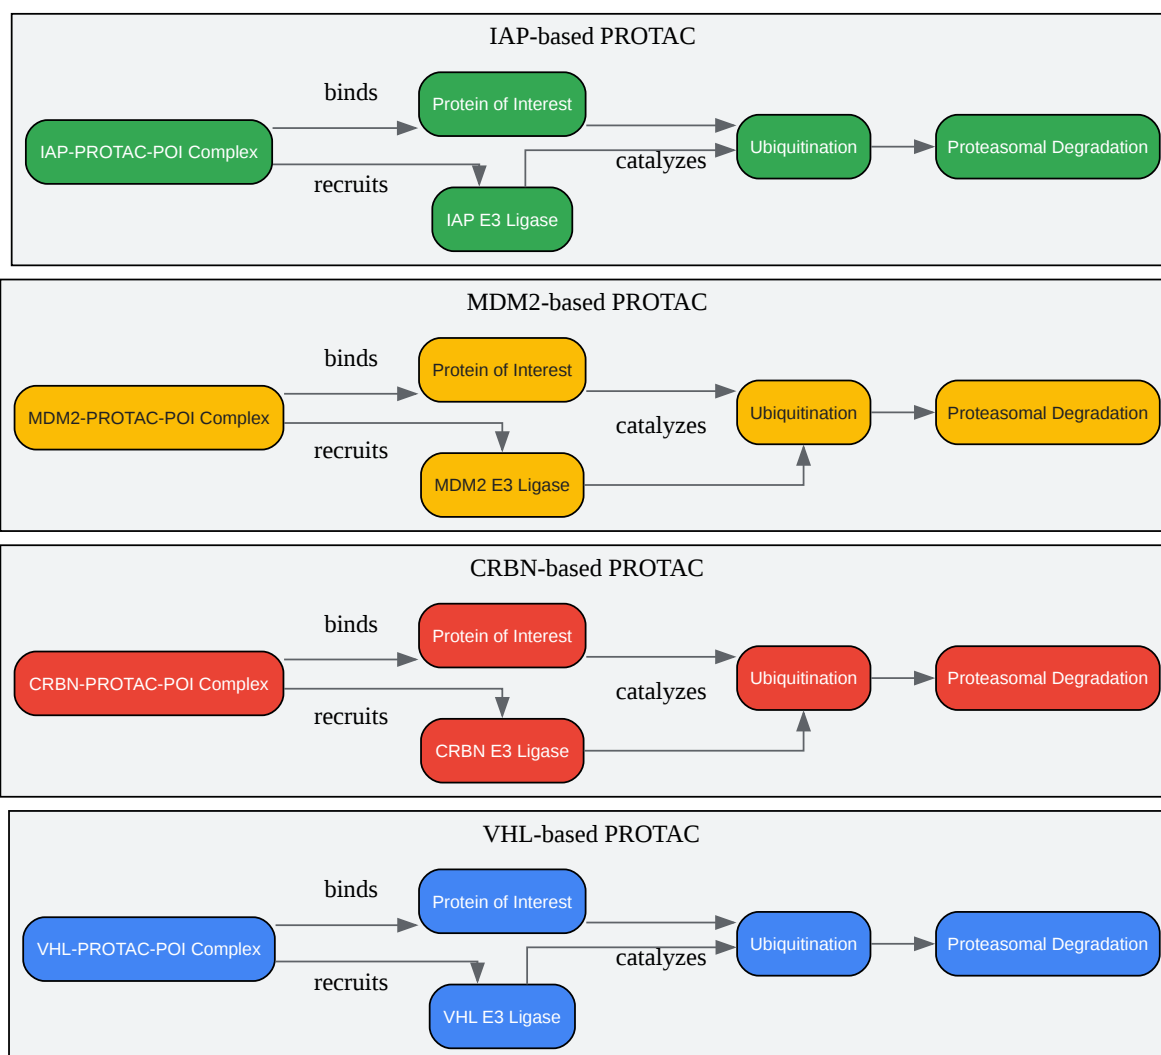 IAP-based PROTAC
binds
Protein of Interest
IAP-PROTAC-POI Complex
recruits
IAP E3 Ligase
catalyzes
Ubiquitination
Proteasomal Degradation
MDM2-based PROTAC
binds
Protein of Interest
MDM2-PROTAC-POI Complex
recruits
MDM2 E3 Ligase
catalyzes
Ubiquitination
Proteasomal Degradation
CRBN-based PROTAC
binds
Protein of Interest
CRBN-PROTAC-POI Complex
recruits
CRBN E3 Ligase
catalyzes
Ubiquitination
Proteasomal Degradation
VHL-based PROTAC
binds
Protein of Interest
VHL-PROTAC-POI Complex
recruits
VHL E3 Ligase
catalyzes
Ubiquitination
Proteasomal Degradation